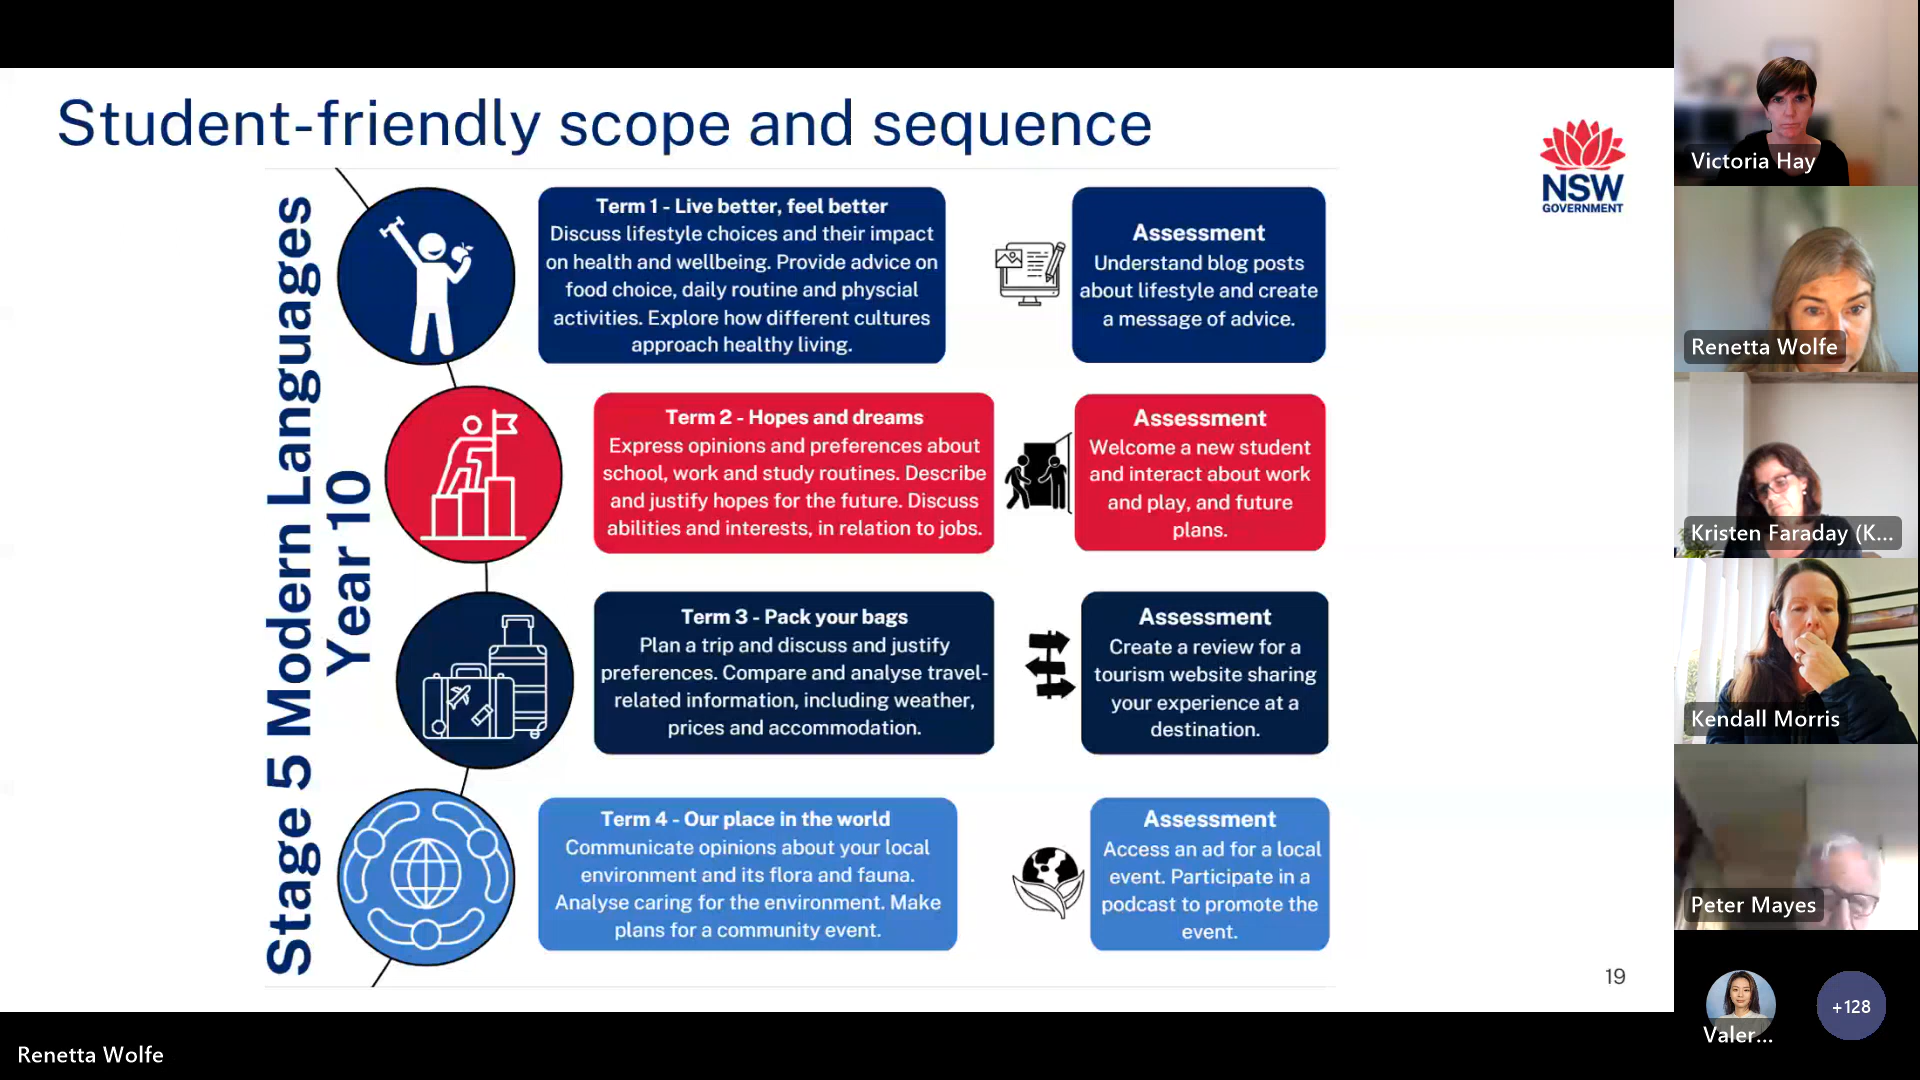 Student-friendly scope and sequence
NSW
GOVERNMENT
Stage 5 Modern Languages
Year 10
Term 1 - Live better, feel better
Discuss lifestyle choices and their impact
on health and wellbeing. Provide advice on
food choice, daily routine and physcial
activities. Explore how different cultures
approach healthy living.
Assessment
Understand blog posts
about lifestyle and create
a message of advice.
Term 2 - Hopes and dreams
Express opinions and preferences about
school, work and study routines. Describe
and justify hopes for the future. Discuss
abilities and interests, in relation to jobs.
Assessment
Welcome a new student
and interact about work
and play, and future
plans.
Term 3 - Pack your bags
Plan a trip and discuss and justify
preferences. Compare and analyse travel-
related information, including weather,
prices and accommodation.
Assessment
Create a review for a
tourism website sharing
your experience at a
destination.
Term 4 - Our place in the world
Communicate opinions about your local
environment and its flora and fauna.
Analyse caring for the environment. Make
plans for a community event.
Assessment
Access an ad for a local
event. Participate in a
podcast to promote the
event.
19
Victoria Hay
Renetta Wolfe
Kristen Faraday (K...
Kendall Morris
Peter Mayes
Valer...
+128
Renetta Wolfe